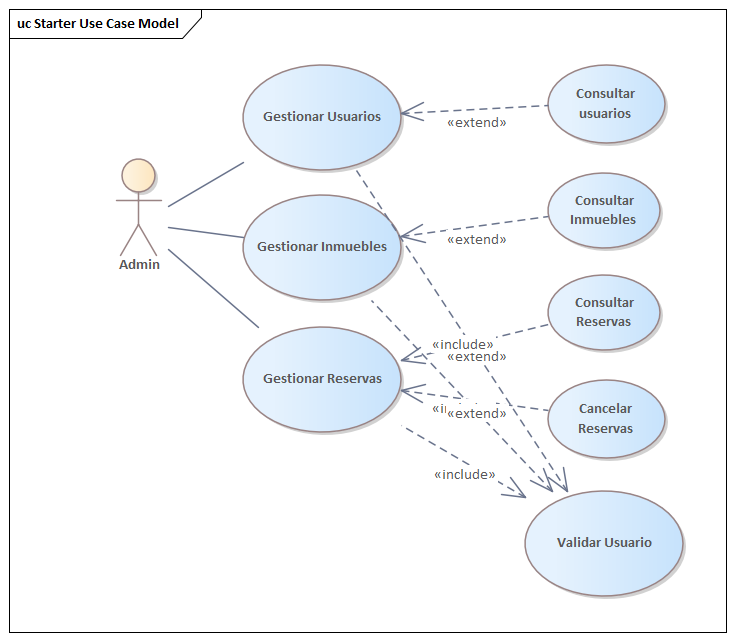 uc Starter Use Case Model
Gestionar Usuarios
Consultar
usuarios
«extend»
Consultar
Inmuebles
Gestionar Inmuebles
«extend»
Admin
Consultar
Reservas
«include»
«extend»
Gestionar Reservas
Cancelar
Reservas
«extend»
«include»
Validar Usuario